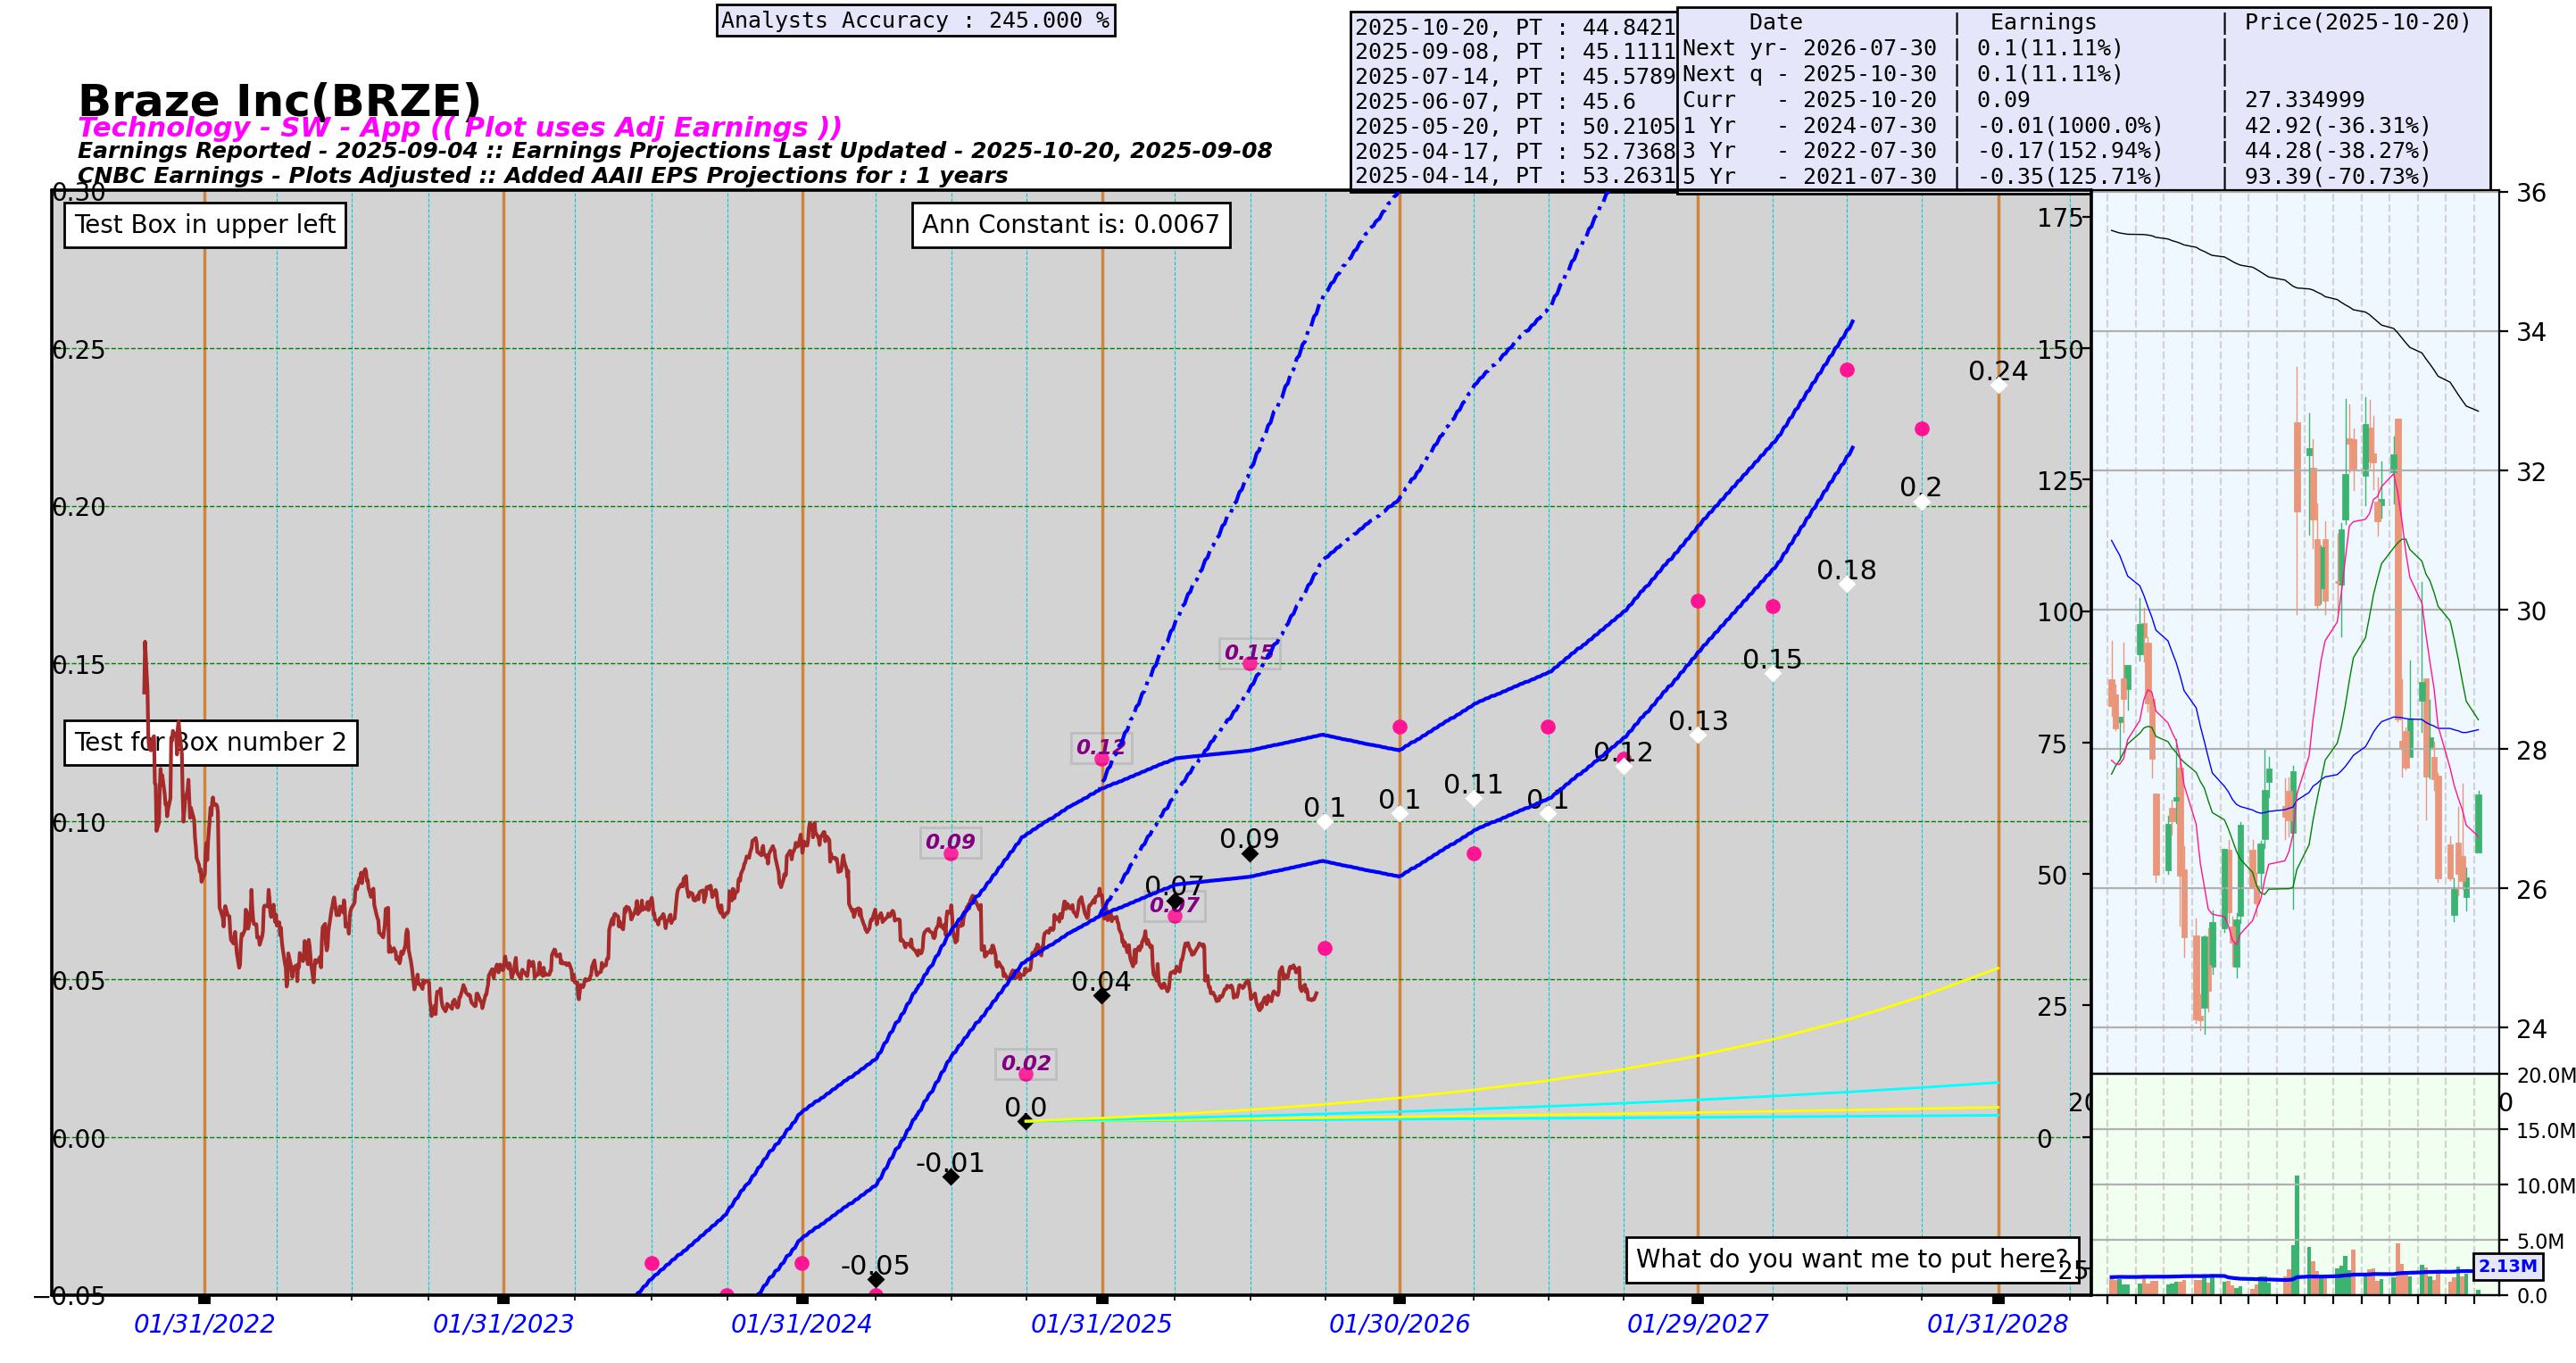 Analysts Accuracy : 245.000 %
2025-10-20, PT : 44.8421
2025-09-08, PT : 45.1111
2025-07-14, PT : 45.5789
2025-06-07, PT : 45.6
2025-05-20, PT : 50.2105
2025-04-17, PT : 52.7368
2025-04-14, PT : 53.2631
Date | Earnings | Price(2025-10-20)
Next yr- 2026-07-30 | 0.1(11.11%) |
Next q - 2025-10-30 | 0.1(11.11%) |
Curr - 2025-10-20 | 0.09 | 27.334999
1 Yr - 2024-07-30 | -0.01(1000.0%) | 42.92(-36.31%)
3 Yr - 2022-07-30 | -0.17(152.94%) | 44.28(-38.27%)
5 Yr - 2021-07-30 | -0.35(125.71%) | 93.39(-70.73%)
Braze Inc(BRZE)
Technology - SW - App (( Plot uses Adj Earnings ))
Earnings Reported - 2025-09-04 :: Earnings Projections Last Updated - 2025-10-20, 2025-09-08
CNBC Earnings - Plots Adjusted :: Added AAII EPS Projections for : 1 years
Test Box in upper left
Ann Constant is: 0.0067
Test for Box number 2
What do you want me to put here?
0.30
0.25
0.20
0.15
0.10
0.05
0.00
−0.05
175
150
125
100
75
50
25
0
−25
-0.05
-0.01
0.0
0.04
0.07
0.09
0.1
0.1
0.11
0.1
0.12
0.13
0.15
0.18
0.2
0.24
0.09
0.02
0.12
0.07
0.15
36
34
32
30
28
26
24
20.0M
15.0M
10.0M
5.0M
0.0
2.13M
01/31/2022
01/31/2023
01/31/2024
01/31/2025
01/30/2026
01/29/2027
01/31/2028